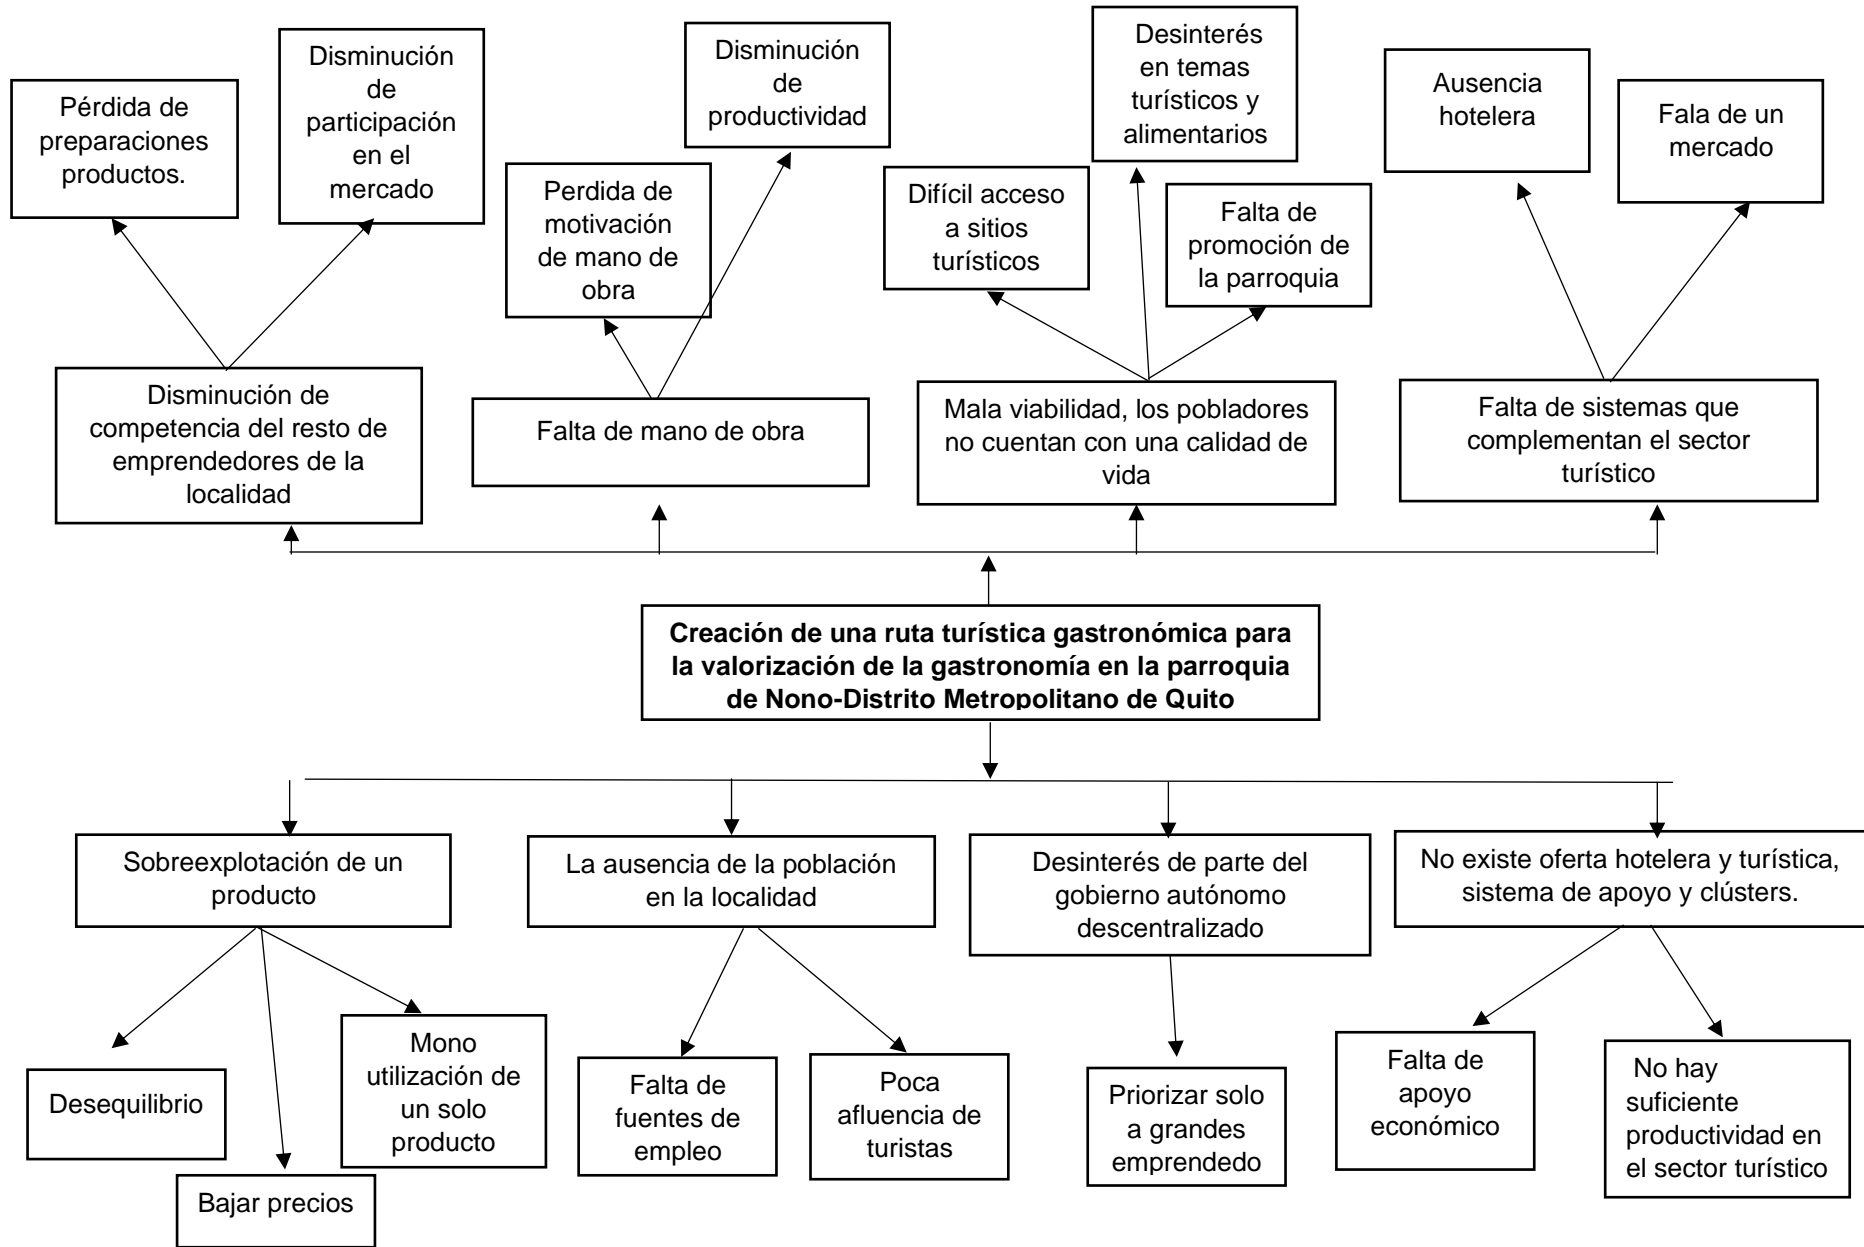 Pérdida de
preparaciones
productos.
Disminución
de
participación
en el
mercado
Perdida de
motivación
de mano de
obra
Disminución
de
productividad
Difícil acceso
a sitios
turísticos
Desinterés
en temas
turísticos y
alimentarios
Falta de
promoción de
la parroquia
Ausencia
hotelera
Fala de un
mercado
Disminución de
competencia del resto de
emprendedores de la
localidad
Falta de mano de obra
Mala viabilidad, los pobladores
no cuentan con una calidad de
vida
Falta de sistemas que
complementan el sector
turístico
Creación de una ruta turística gastronómica para
la valorización de la gastronomía en la parroquia
de Nono-Distrito Metropolitano de Quito
Sobreexplotación de un
producto
La ausencia de la población
en la localidad
Desinterés de parte del
gobierno autónomo
descentralizado
No existe oferta hotelera y turística,
sistema de apoyo y clústers.
Desequilibrio
Bajar precios
Mono
utilización de
un solo
producto
Falta de
fuentes de
empleo
Poca
afluencia de
turistas
Priorizar solo
a grandes
emprendedo
Falta de
apoyo
económico
No hay
suficiente
productividad en
el sector turístico